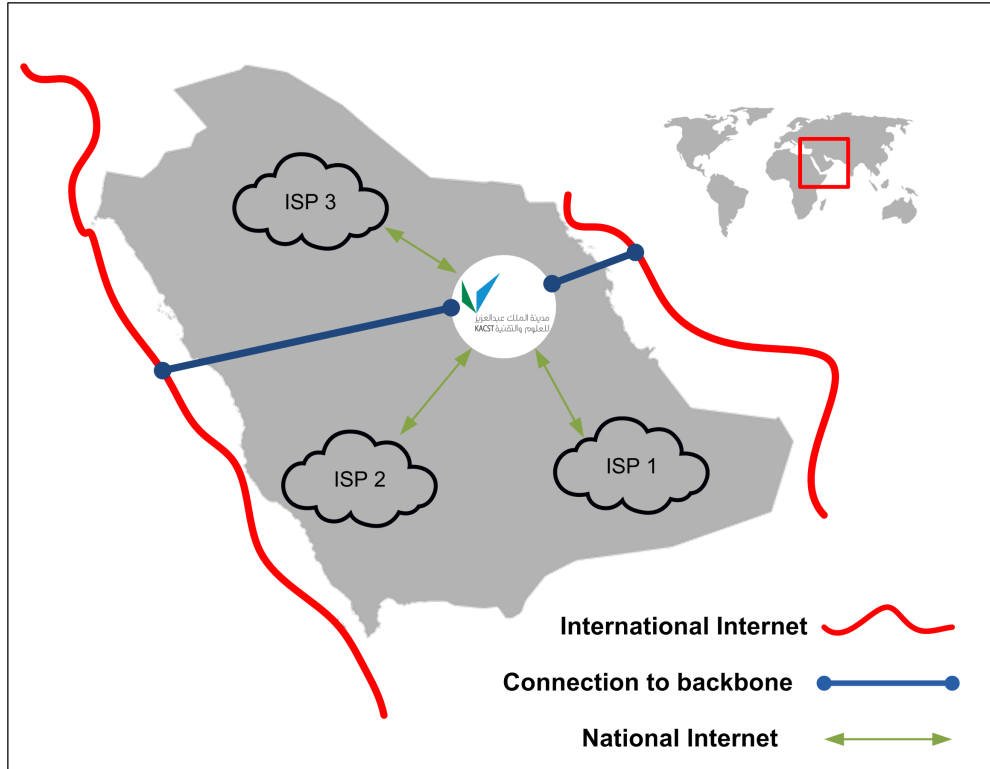 ISP 3
مدينة الملك عبدالعزيز
للعلوم والتقنية KACST
ISP 2
ISP 1
International Internet
Connection to backbone
National Internet